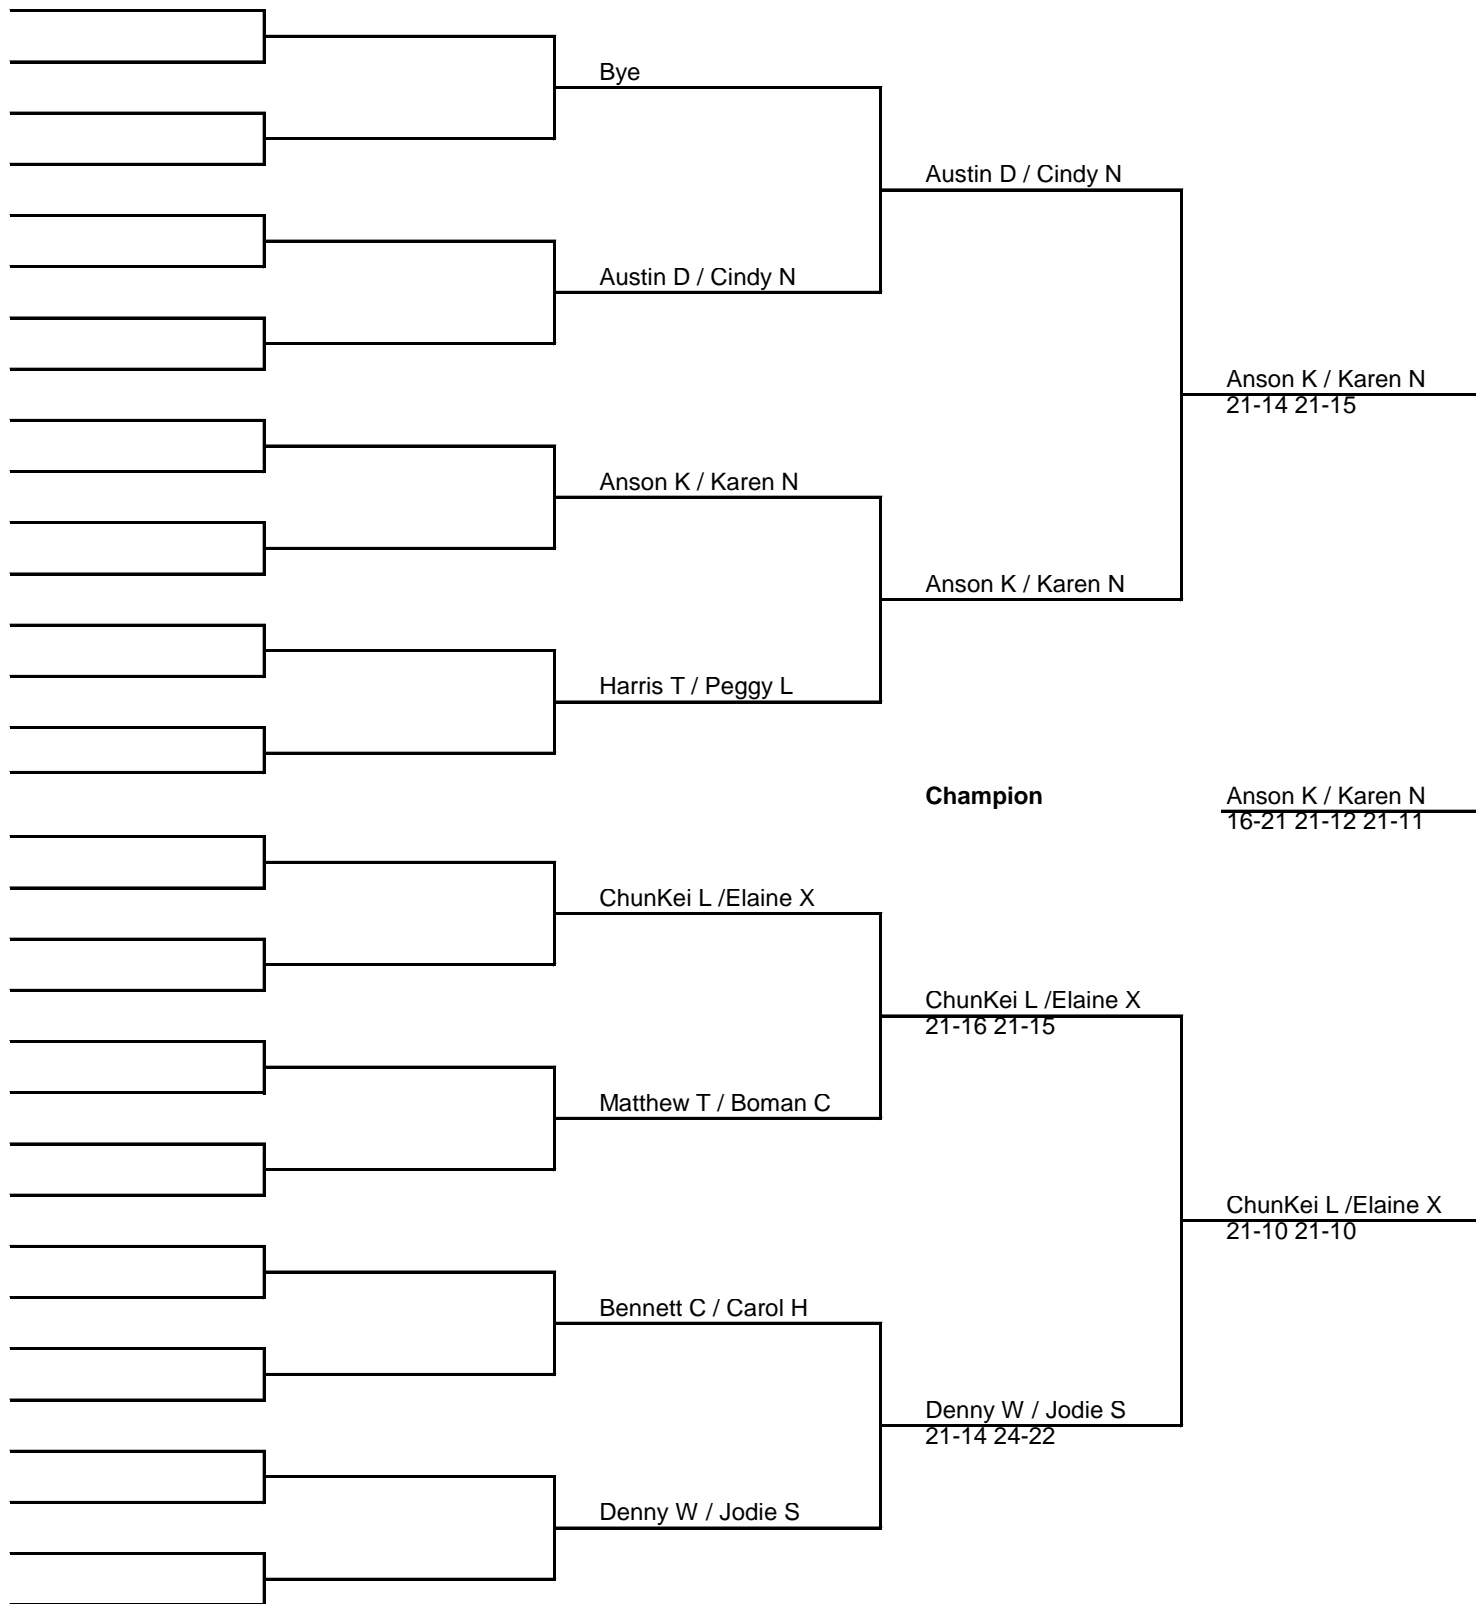 Bye
Austin D / Cindy N
Austin D / Cindy N
Anson K / Karen N
21-14 21-15
Anson K / Karen N
Anson K / Karen N
Harris T / Peggy L
Champion
Anson K / Karen N
16-21 21-12 21-11
ChunKei L /Elaine X
ChunKei L /Elaine X
21-16 21-15
Matthew T / Boman C
ChunKei L /Elaine X
21-10 21-10
Bennett C / Carol H
Denny W / Jodie S
21-14 24-22
Denny W / Jodie S